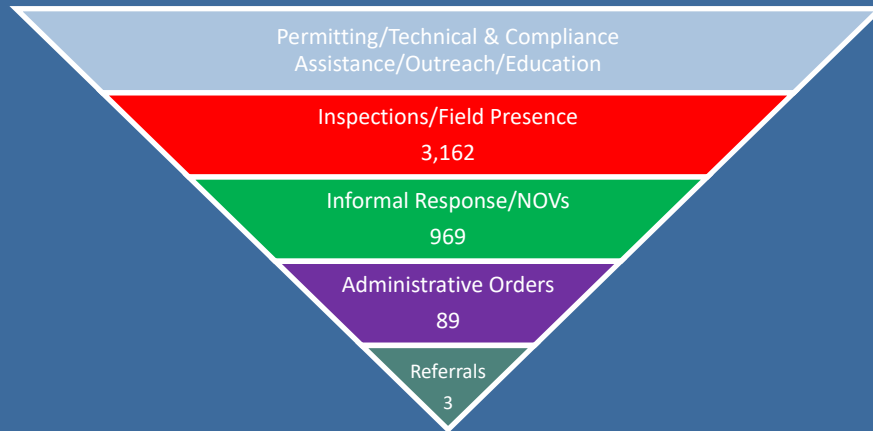 Permitting/Technical & Compliance
Assistance/Outreach/Education
Inspections/Field Presence
3,162
Informal Response/NOVs
969
Administrative Orders
89
Referrals
3